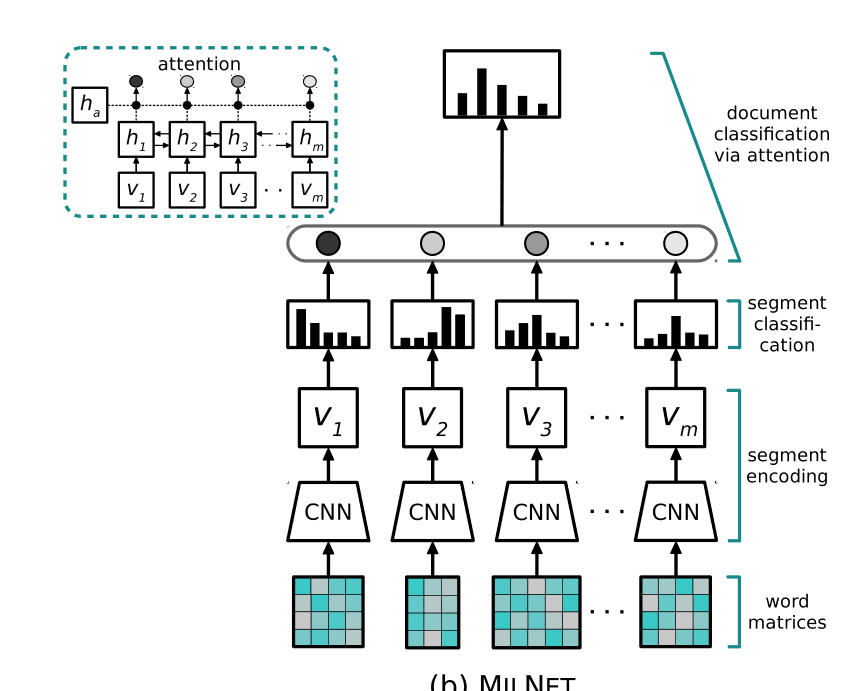 attention
h_a
h_1 h_2 h_3 · · · h_m
v_1 v_2 v_3 · · v_m
document
classification
via attention
· · ·
segment
classifi-
cation
· · ·
v_1 v_2 v_3 · · · v_m
segment
encoding
CNN CNN CNN · · · CNN
word
matrices
· · ·
(b) MILNET